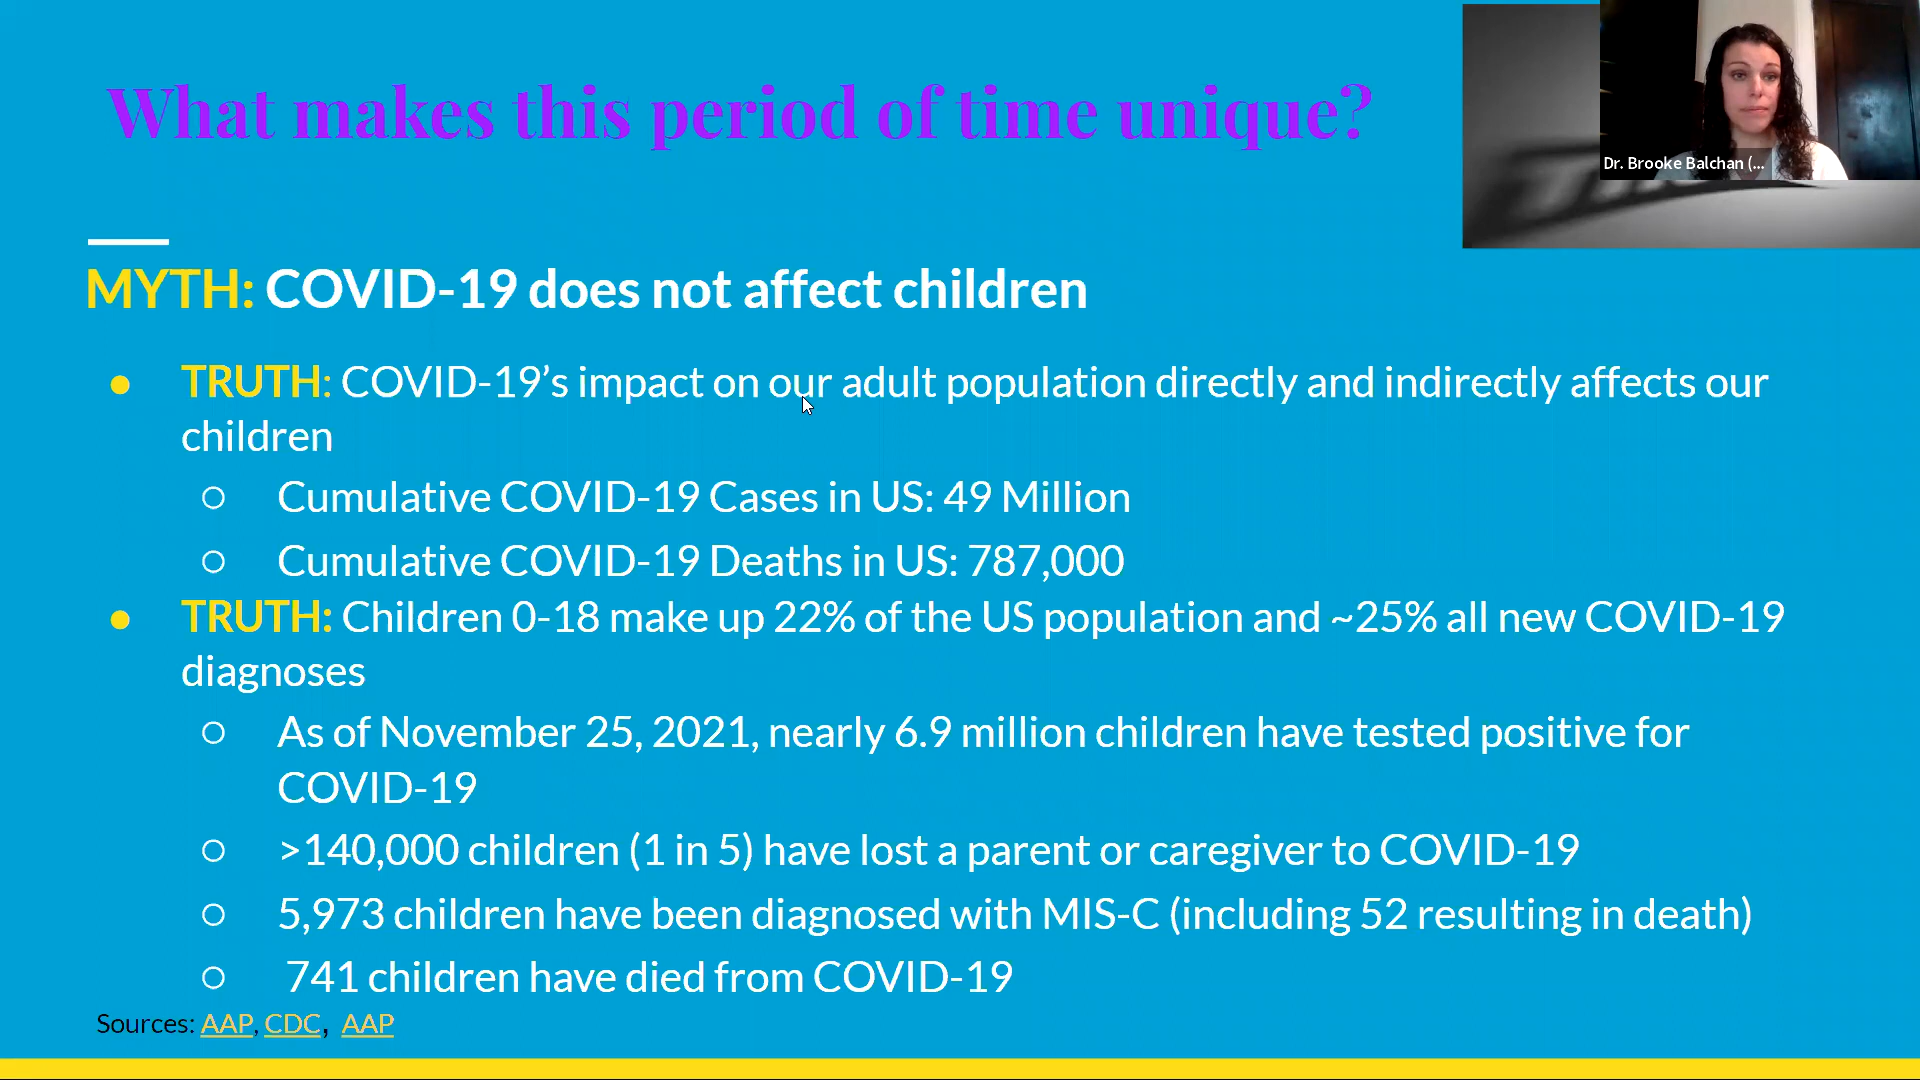 What makes this period of time unique?
Dr. Brooke Balchan (...
MYTH: COVID-19 does not affect children
● TRUTH: COVID-19’s impact on our adult population directly and indirectly affects our
children
○ Cumulative COVID-19 Cases in US: 49 Million
○ Cumulative COVID-19 Deaths in US: 787,000
● TRUTH: Children 0-18 make up 22% of the US population and ~25% all new COVID-19
diagnoses
○ As of November 25, 2021, nearly 6.9 million children have tested positive for
COVID-19
○ >140,000 children (1 in 5) have lost a parent or caregiver to COVID-19
○ 5,973 children have been diagnosed with MIS-C (including 52 resulting in death)
○ 741 children have died from COVID-19
Sources: AAP, CDC, AAP